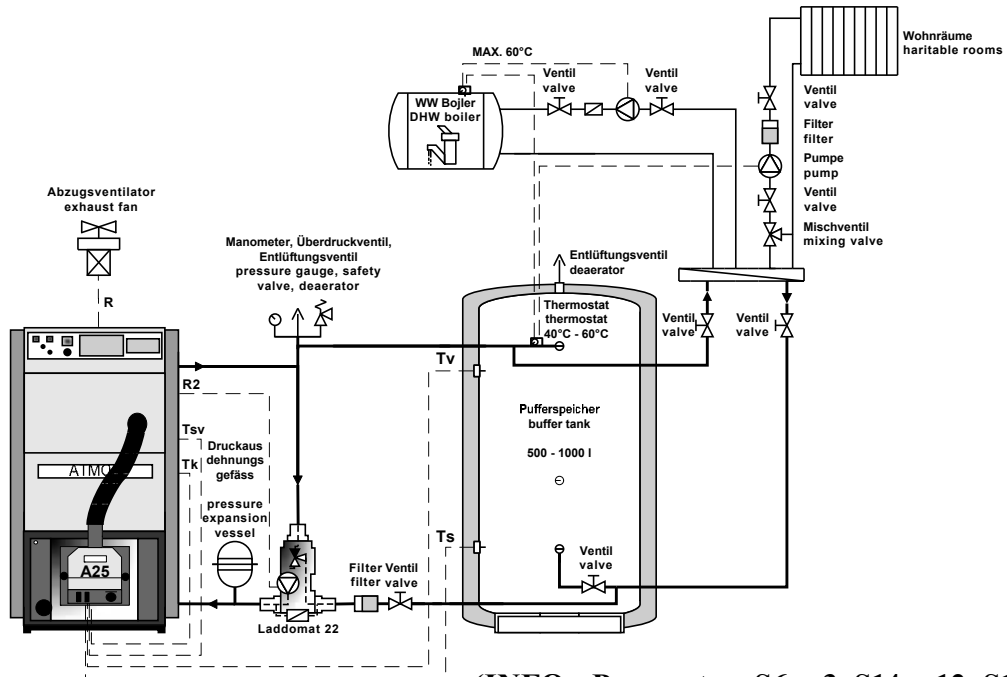 Wohnräume
haritable rooms
MAX. 60°C
Ventil
valve
Ventil
valve
WW Bojler
DHW boiler
Ventil
valve
Filter
filter
Pumpe
pump
Ventil
valve
Mischventil
mixing valve
Abzugsventilator
exhaust fan
R
Manometer, Überdruckventil,
Entlüftungsventil
pressure gauge, safety
valve, deaerator
Entlüftungsventil
deaerator
Thermostat
thermostat
40°C - 60°C
Ventil
valve
Ventil
valve
Tv
R2
Tsv
Tk
Druckaus
dehnungs
gefäss
pressure
expansion
vessel
Pufferspeicher
buffer tank
500 - 1000 l
ATMO
A25
Ts
Ventil
valve
Filter Ventil
filter valve
Laddomat 22